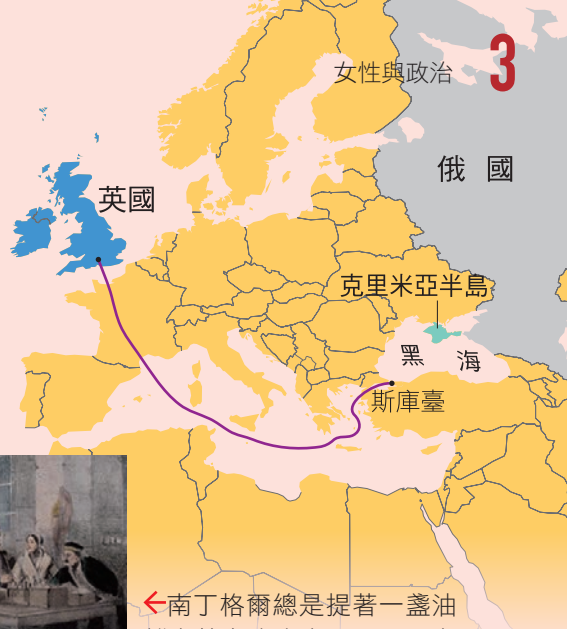 女性與政治
3
俄國
英國
克里米亞半島
黑海
斯庫臺
←南丁格爾總是提著一盞油